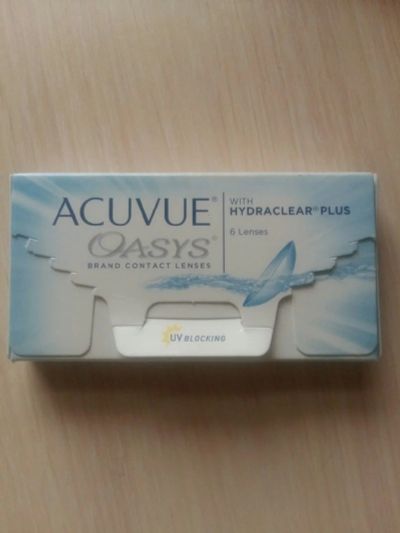 ACUVUE®
OASYS®
BRAND CONTACT LENSES
WITH
HYDRACLEAR® PLUS
6 Lenses
UV BLOCKING